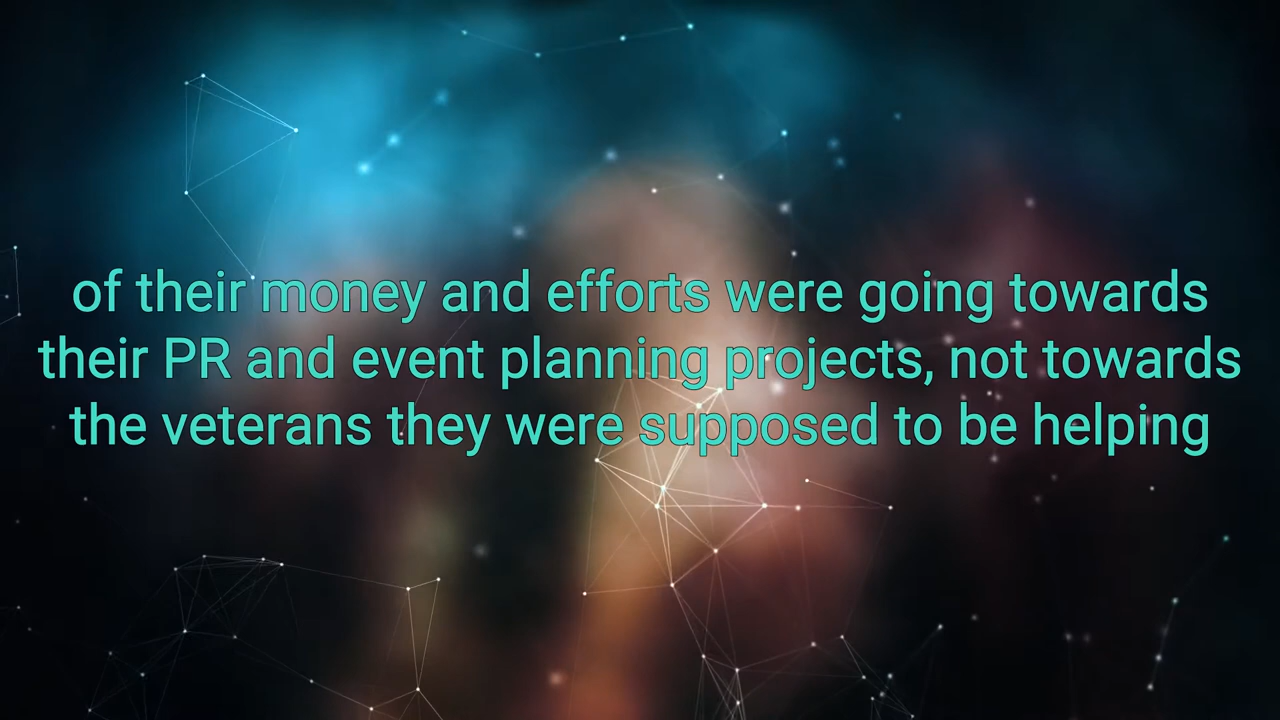 of their money and efforts were going towards
their PR and event planning projects, not towards
the veterans they were supposed to be helping